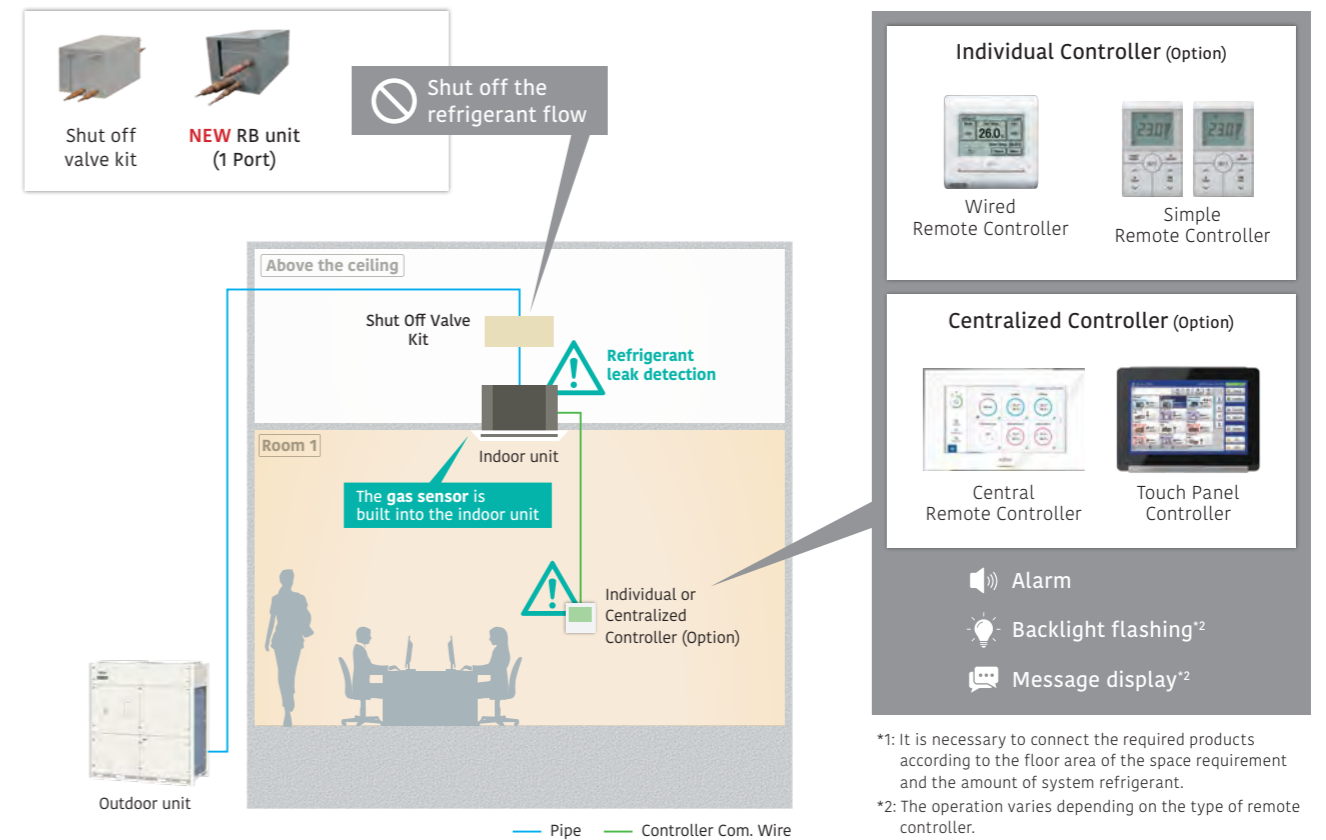 Shut off
valve kit
NEW RB unit
(1 Port)
Shut off the
refrigerant flow
Above the ceiling
Shut Off Valve
Kit
Refrigerant
leak detection
Room 1
Indoor unit
The gas sensor is
built into the indoor unit
Individual or
Centralized
Controller (Option)
Outdoor unit
Pipe
Controller Com. Wire
Individual Controller (Option)
26.0
Wired
Remote Controller
23.07
23.07
Simple
Remote Controller
Centralized Controller (Option)
Central
Remote Controller
Touch Panel
Controller
Alarm
Backlight flashing*2
Message display*2
*1: It is necessary to connect the required products
according to the floor area of the space requirement
and the amount of system refrigerant.
*2: The operation varies depending on the type of remote
controller.